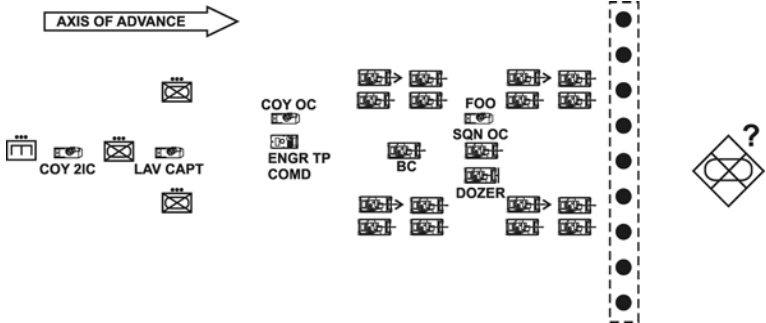 AXIS OF ADVANCE
COY OC
FOO
?
SQN OC
ENGR TP
COMD
COY 2IC
LAV CAPT
BC
DOZER